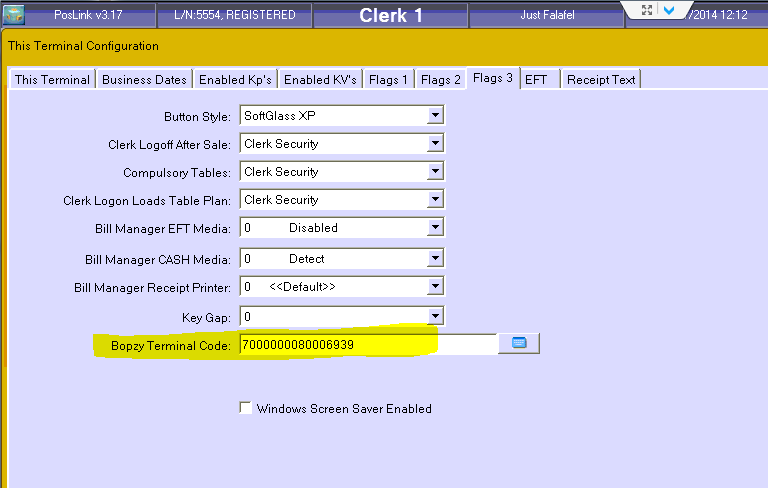 PosLink v3.17 L/N:5554, REGISTERED Clerk 1 Just Falafel /2014 12:12
This Terminal Configuration
This Terminal Business Dates Enabled Kp's Enabled KV's Flags 1 Flags 2 Flags 3 EFT Receipt Text
Button Style: SoftGlass XP
Clerk Logoff After Sale: Clerk Security
Compulsory Tables: Clerk Security
Clerk Logon Loads Table Plan: Clerk Security
Bill Manager EFT Media: 0 Disabled
Bill Manager CASH Media: 0 Detect
Bill Manager Receipt Printer: 0 <<Default>>
Key Gap: 0
Bopzy Terminal Code: 7000000080006939
Windows Screen Saver Enabled